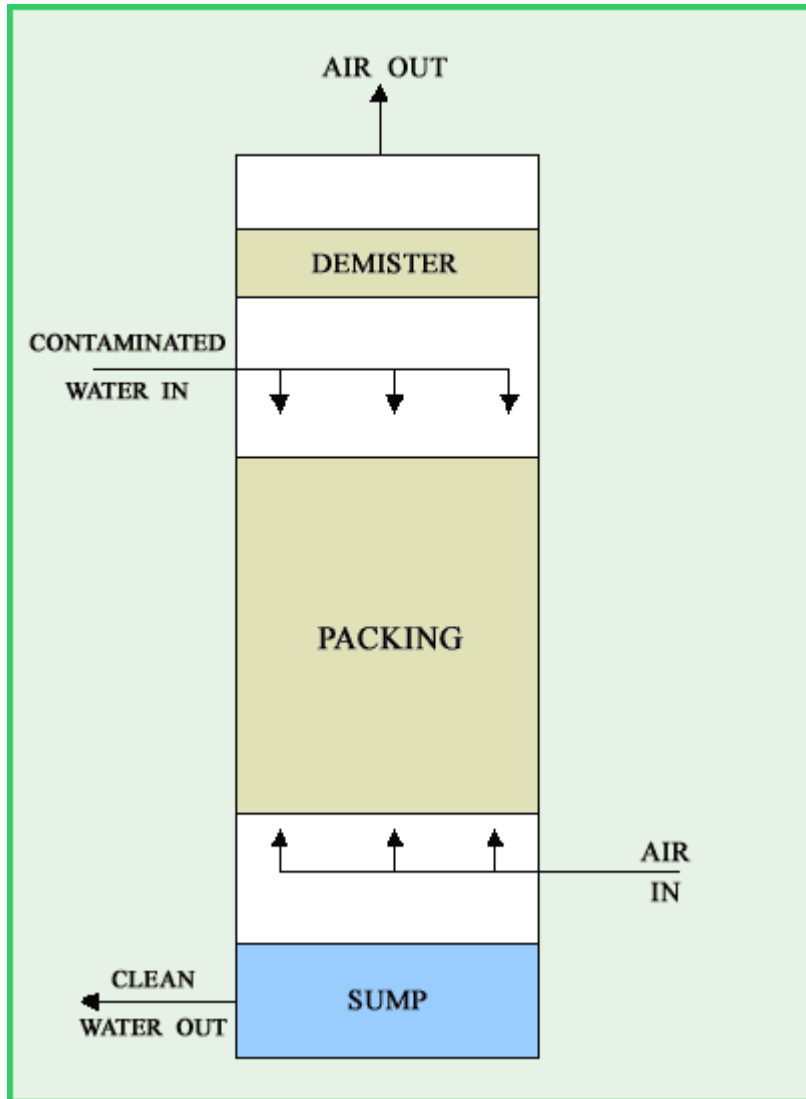 AIR OUT
DEMISTER
CONTAMINATED
WATER IN
PACKING
AIR
IN
CLEAN
WATER OUT
SUMP